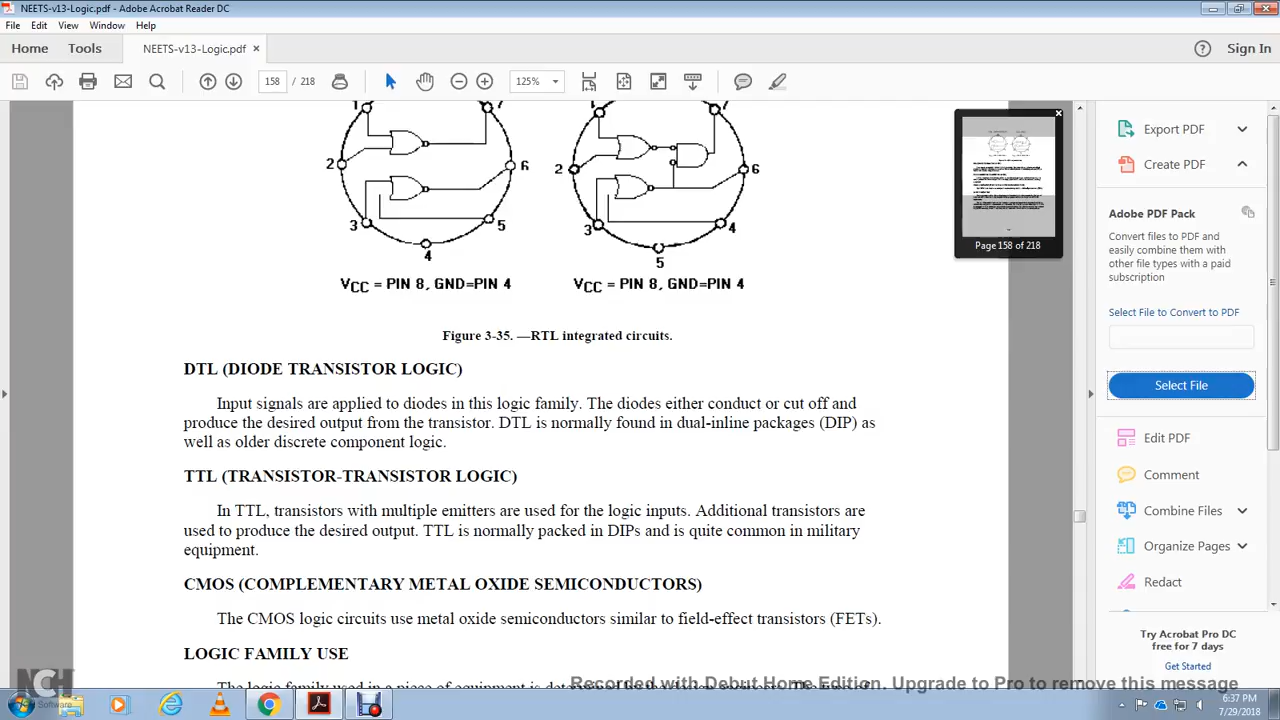 NEETS-v13-Logic.pdf - Adobe Acrobat Reader DC
File Edit View Window Help
Home Tools NEETS-v13-Logic.pdf × Sign In
158 / 218 125%
2 6
3 5
4
2 6
3 4
5
VCC = PIN 8, GND=PIN 4 VCC = PIN 8, GND=PIN 4
Figure 3-35. —RTL integrated circuits.
DTL (DIODE TRANSISTOR LOGIC)
Input signals are applied to diodes in this logic family. The diodes either conduct or cut off and
produce the desired output from the transistor. DTL is normally found in dual-inline packages (DIP) as
well as older discrete component logic.
TTL (TRANSISTOR-TRANSISTOR LOGIC)
In TTL, transistors with multiple emitters are used for the logic inputs. Additional transistors are
used to produce the desired output. TTL is normally packed in DIPs and is quite common in military
equipment.
CMOS (COMPLEMENTARY METAL OXIDE SEMICONDUCTORS)
The CMOS logic circuits use metal oxide semiconductors similar to field-effect transistors (FETs).
LOGIC FAMILY USE
The logic family used in a piece of equipment is
Page 158 of 218
Export PDF
Create PDF
Adobe PDF Pack
Convert files to PDF and
easily combine them with
other file types with a paid
subscription
Select File to Convert to PDF
Select File
Edit PDF
Comment
Combine Files
Organize Pages
Redact
Try Acrobat Pro DC
free for 7 days
Get Started
Recorded with Debut Home Edition. Upgrade to Pro to remove this message
NCH
Software
6:37 PM
7/29/2018